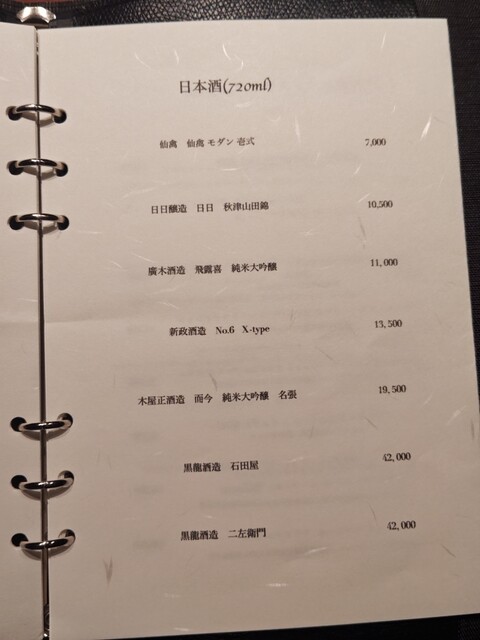 日本酒(720ml)
仙禽 仙禽 モダン 壱式 7,000
日日醸造 日日 秋津山田錦 10,500
廣木酒造 飛露喜 純米大吟醸 11,000
新政酒造 No.6 X-type 13,500
木屋正酒造 而今 純米大吟醸 名張 19,500
黒龍酒造 石田屋 42,000
黒龍酒造 二左衛門 42,000